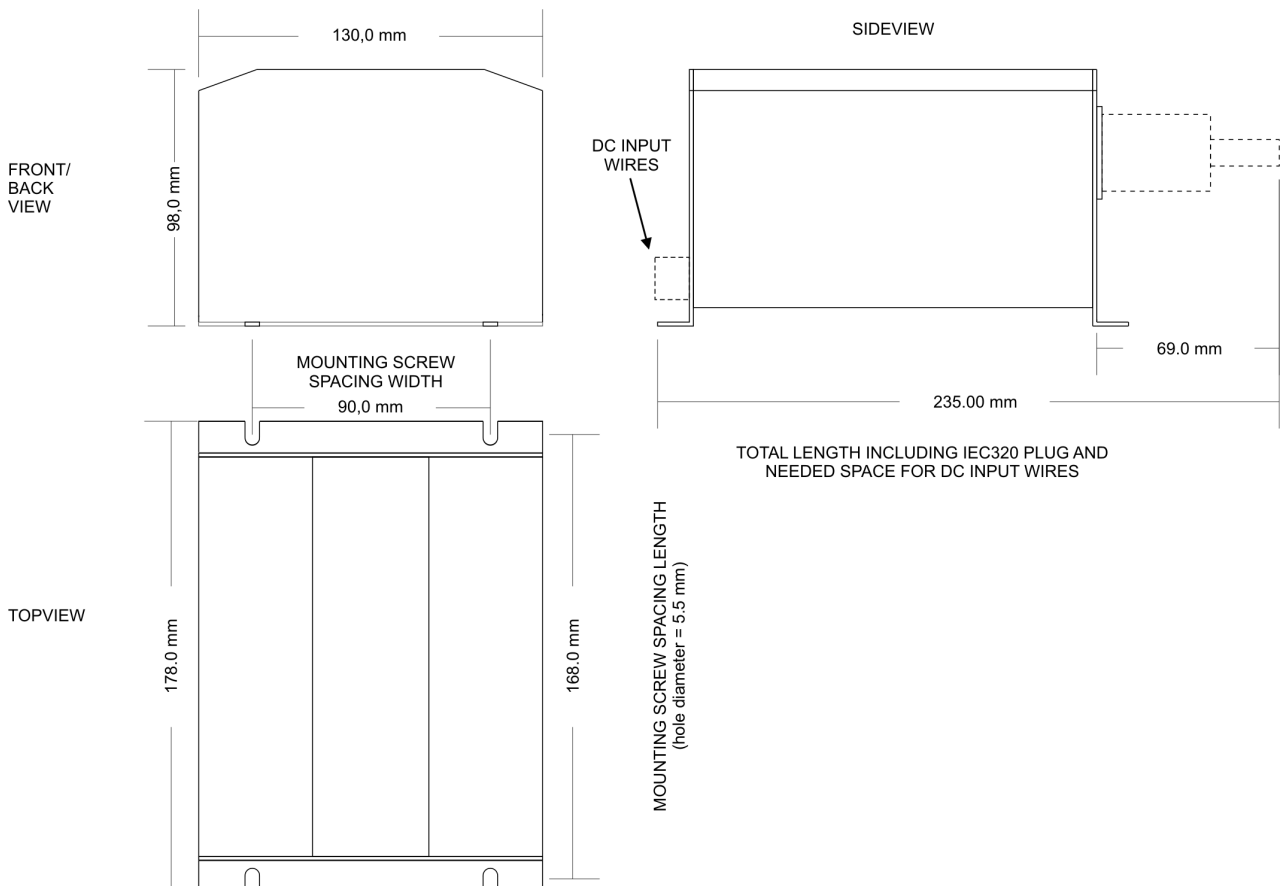 130,0 mm
SIDEVIEW
FRONT/
BACK
VIEW
98,0 mm
DC INPUT
WIRES
MOUNTING SCREW
SPACING WIDTH
90,0 mm
69.0 mm
235.00 mm
TOTAL LENGTH INCLUDING IEC320 PLUG AND
NEEDED SPACE FOR DC INPUT WIRES
TOPVIEW
178.0 mm
168.0 mm
MOUNTING SCREW SPACING LENGTH
(hole diameter = 5.5 mm)